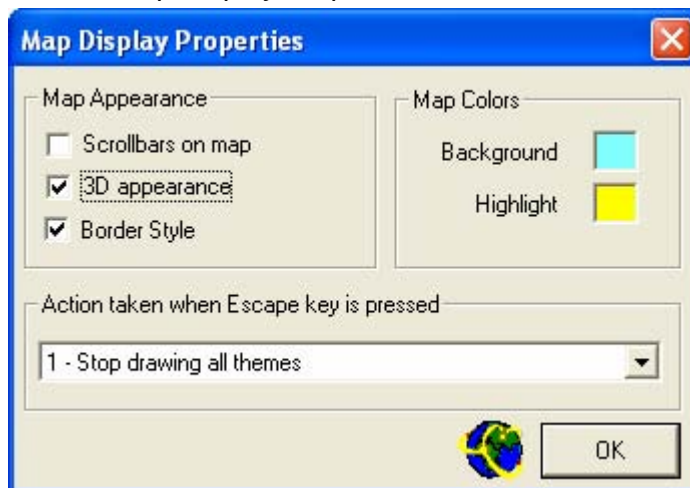 Map Display Properties
Map Appearance
Scrollbars on map
3D appearance
Border Style
Map Colors
Background
Highlight
Action taken when Escape key is pressed
1 - Stop drawing all themes
OK